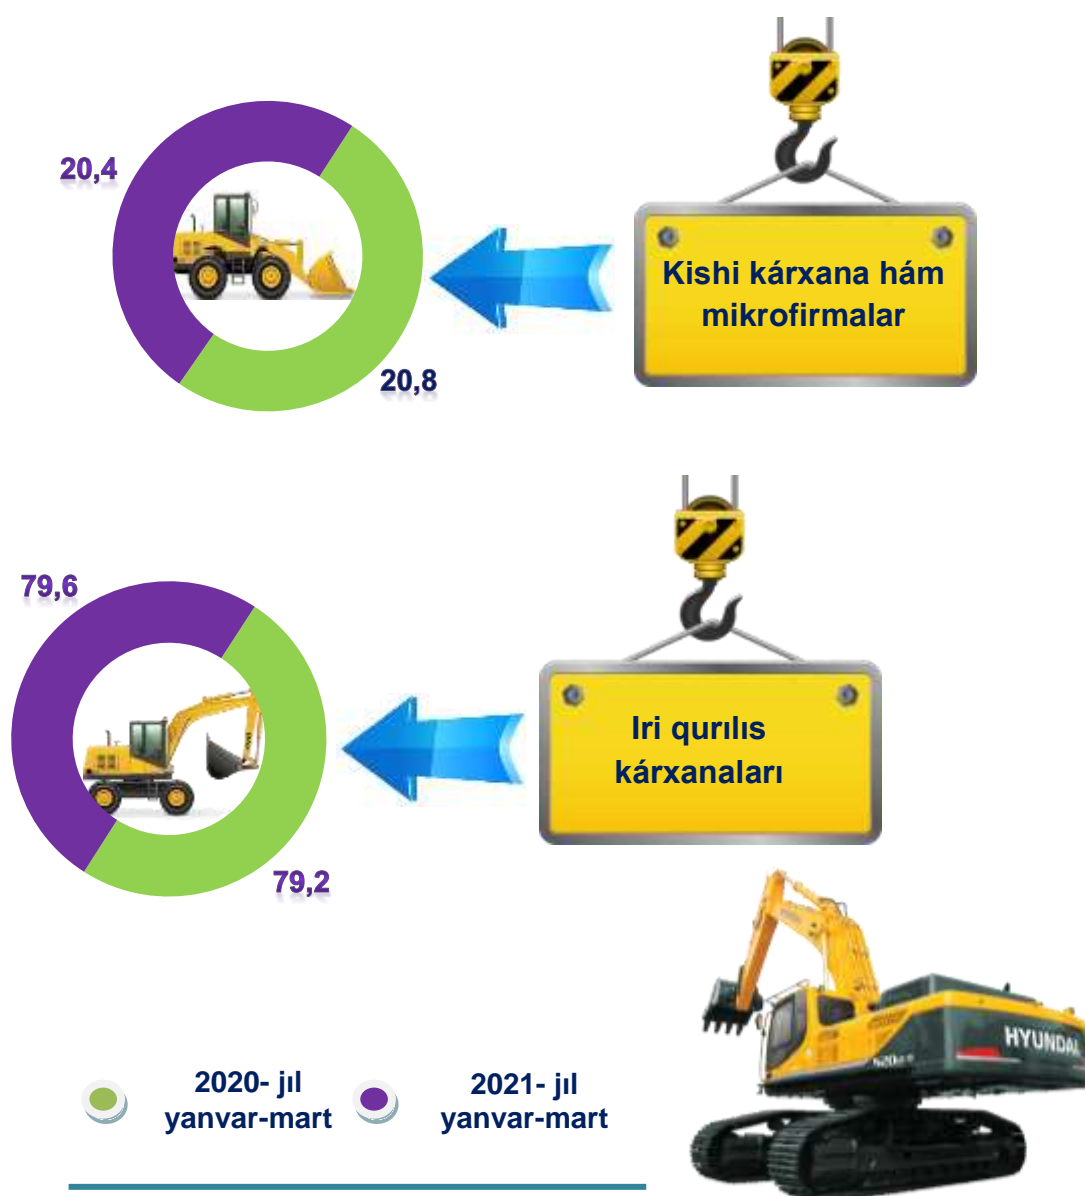 20,4
Kishi kárxana hám
mikrofirmalar
20,8
79,6
Iri qurılıs
kárxanaları
79,2
HYUNDAI
2020- jıl
yanvar-mart
2021- jıl
yanvar-mart